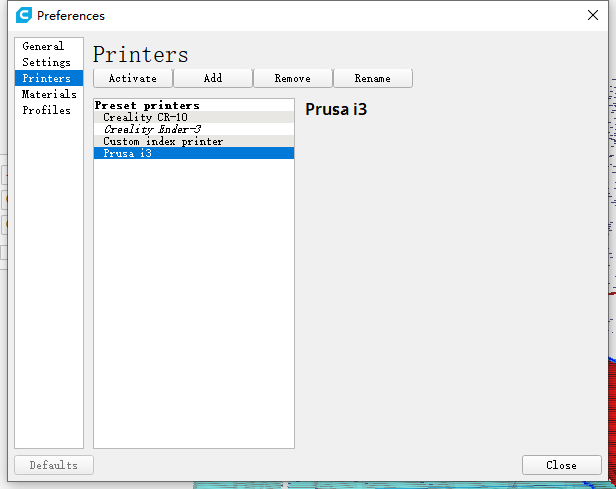 Preferences
General
Settings
Printers
Materials
Profiles
Printers
Activate Add Remove Rename
Preset printers
Creality CR-10
Creality Ender-3
Custom index printer
Prusa i3
Prusa i3
Defaults
Close